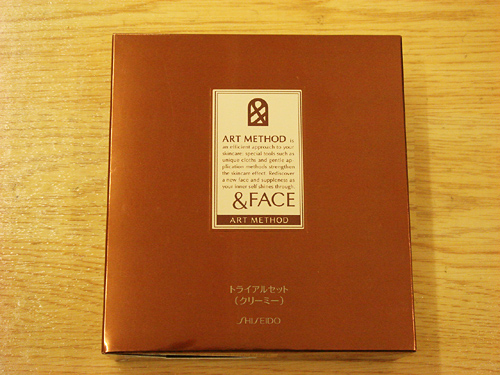 ART METHOD is
an efficient approach to your
skincare, special tools such as
unique cloths and gentle ap-
plication methods strengthen
the skincare effect. Rediscover
a new face and suppleness as
your inner self shines through.
&FACE
ART METHOD
トライアルセット
(クリーミー)
SHISEIDO